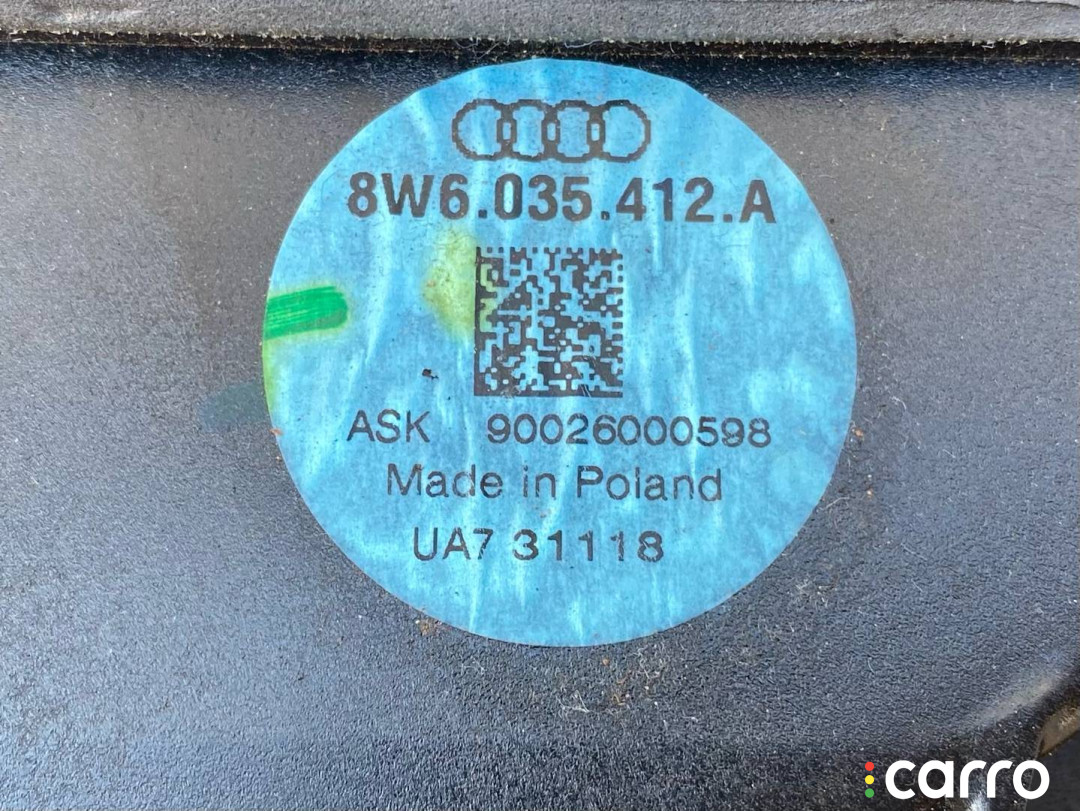 8W6.035.412.A
ASK 90026000598
Made in Poland
UA7 31118
carro